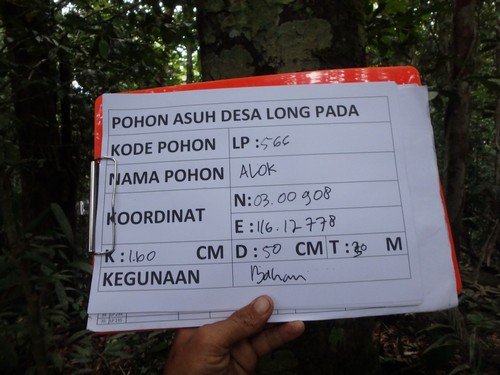 POHON ASUH DESA LONG PADA
KODE POHON LP : 566
NAMA POHON ALOK
KOORDINAT N: 03.00908
E : 116.12778
K : 160 CM D : 50 CM T : 30 M
KEGUNAAN Bahan